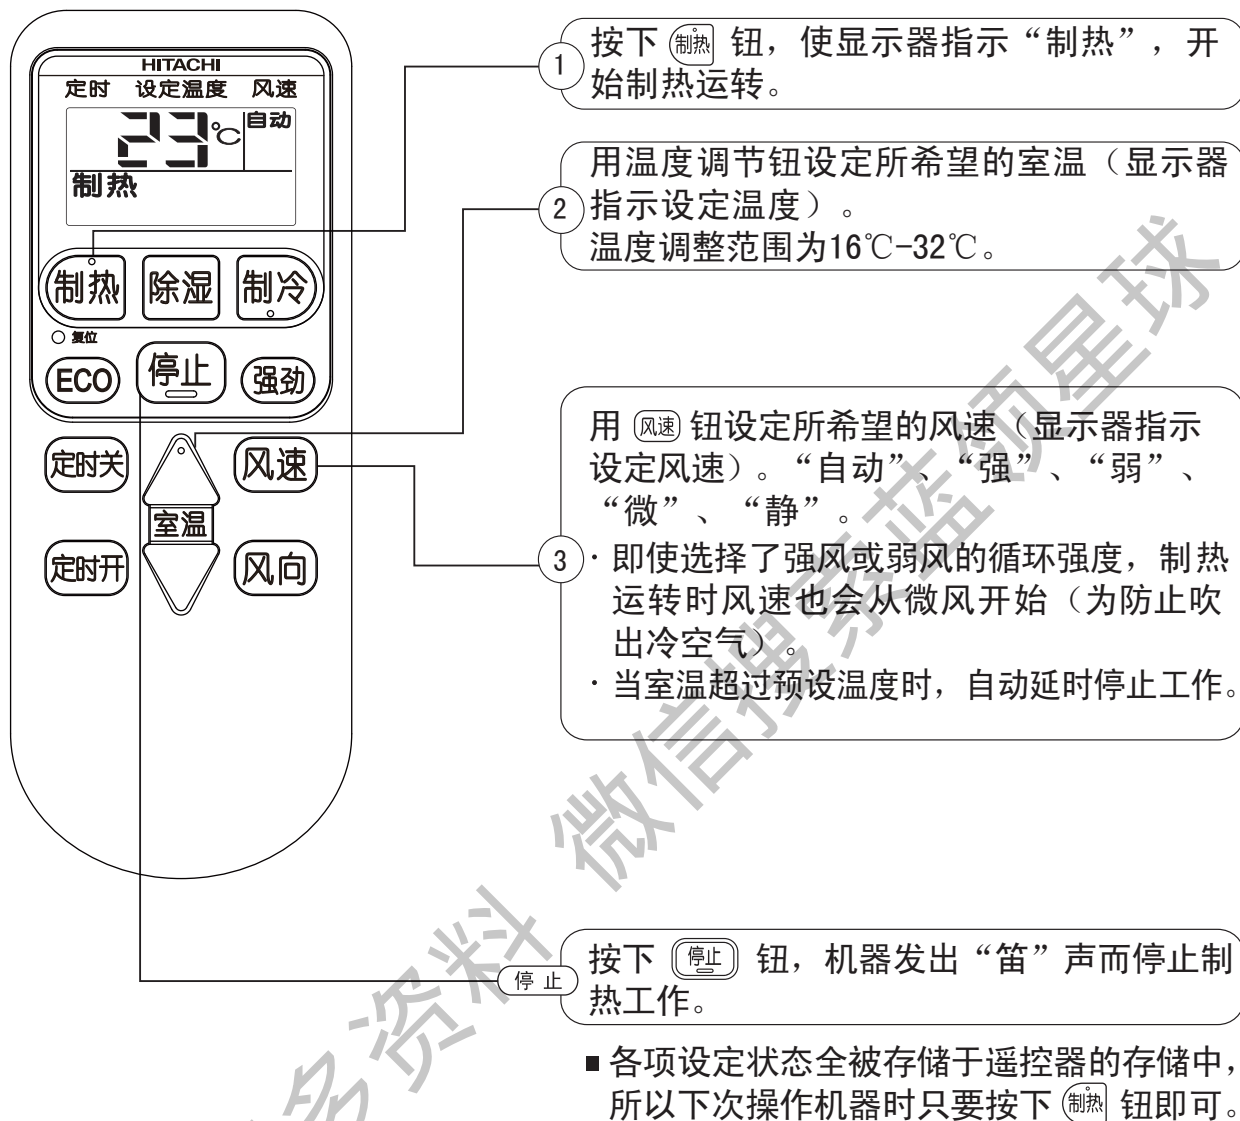 HITACHI
定时 设定温度 风速
23℃ 自动
制热
制热 除湿 制冷
复位
ECO 停止 强劲
定时关 风速
室温
定时开 风向
1 按下 制热 钮，使显示器指示“制热”，开
始制热运转。
用温度调节钮设定所希望的室温（显示器
2 指示设定温度）。
温度调整范围为16℃-32℃。
用 风速 钮设定所希望的风速（显示器指示
设定风速）。“自动”、“强”、“弱”、
“微”、“静”。
3 · 即使选择了强风或弱风的循环强度，制热
运转时风速也会从微风开始（为防止吹
出冷空气）。
· 当室温超过预设温度时，自动延时停止工作。
停止 按下 停止 钮，机器发出“笛”声而停止制
热工作。
■ 各项设定状态全被存储于遥控器的存储中，
所以下次操作机器时只要按下 制热 钮即可。
多资料 微信搜索蓝领星球